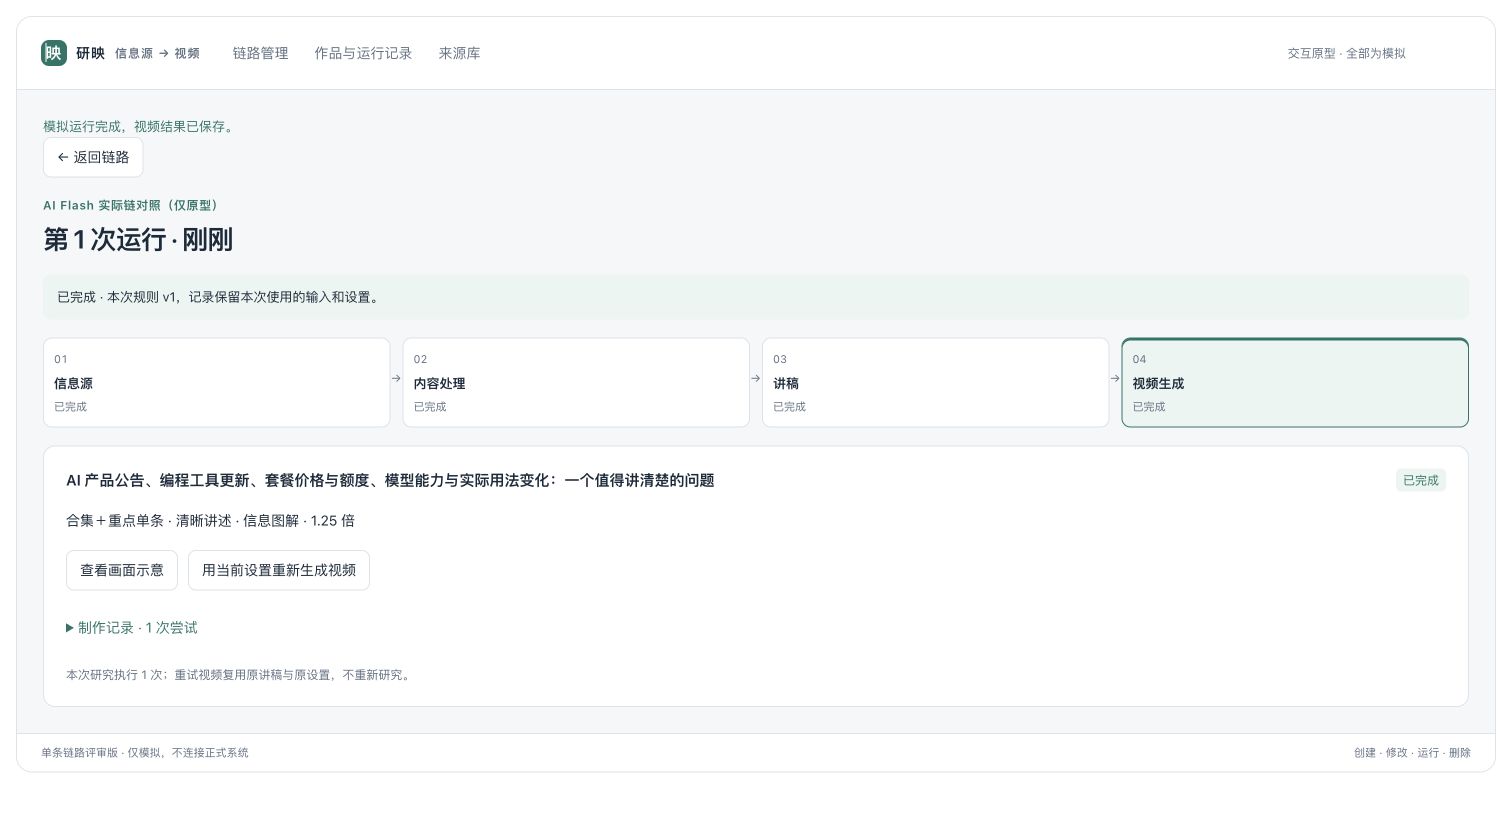 映 研映 信息源 → 视频 链路管理 作品与运行记录 来源库 交互原型 · 全部为模拟
模拟运行完成，视频结果已保存。
← 返回链路
AI Flash 实际链对照（仅原型）
第 1 次运行 · 刚刚
已完成 · 本次规则 v1，记录保留本次使用的输入和设置。
01
信息源
已完成
→
02
内容处理
已完成
→
03
讲稿
已完成
→
04
视频生成
已完成
AI 产品公告、编程工具更新、套餐价格与额度、模型能力与实际用法变化：一个值得讲清楚的问题 已完成
合集＋重点单条 · 清晰讲述 · 信息图解 · 1.25 倍
查看画面示意 用当前设置重新生成视频
▶ 制作记录 · 1 次尝试
本次研究执行 1 次；重试视频复用原讲稿与原设置，不重新研究。
单条链路评审版 · 仅模拟，不连接正式系统 创建 · 修改 · 运行 · 删除